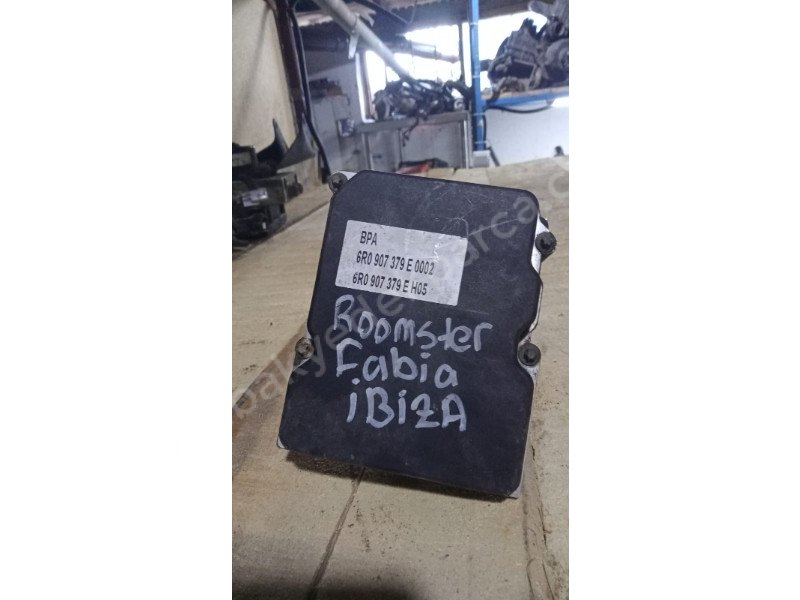 BPA
6R0 907 379 E 0002
6R0 907 379 E H05
Roomster
Fabia
iBiZA